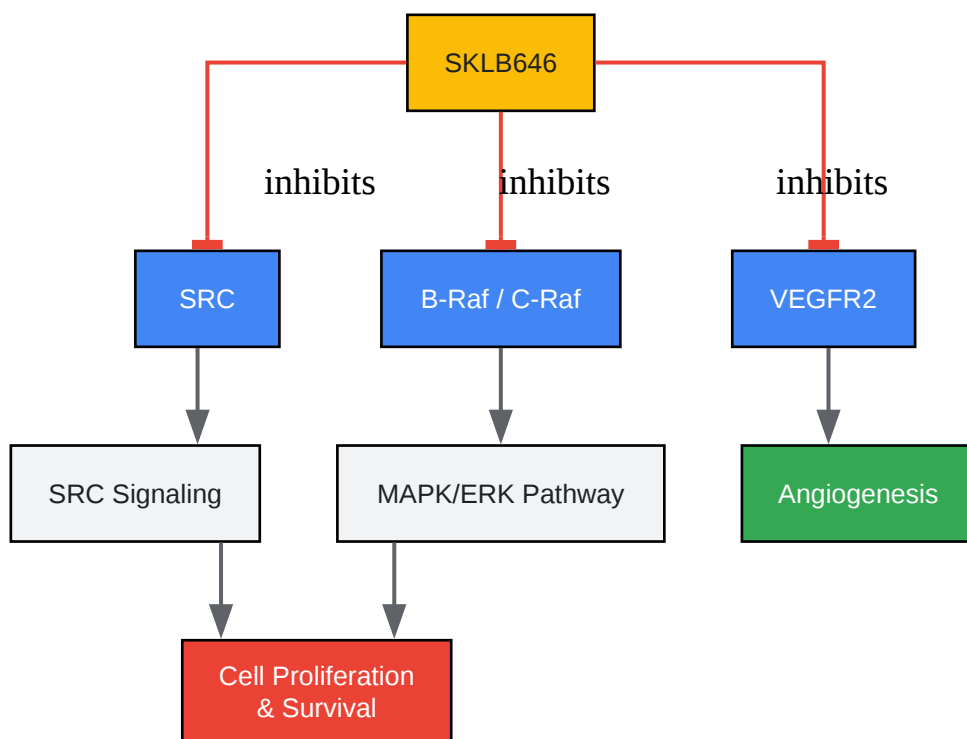 SKLB646
inhibits
inhibits
inhibits
SRC
B-Raf / C-Raf
VEGFR2
SRC Signaling
MAPK/ERK Pathway
Angiogenesis
Cell Proliferation
& Survival